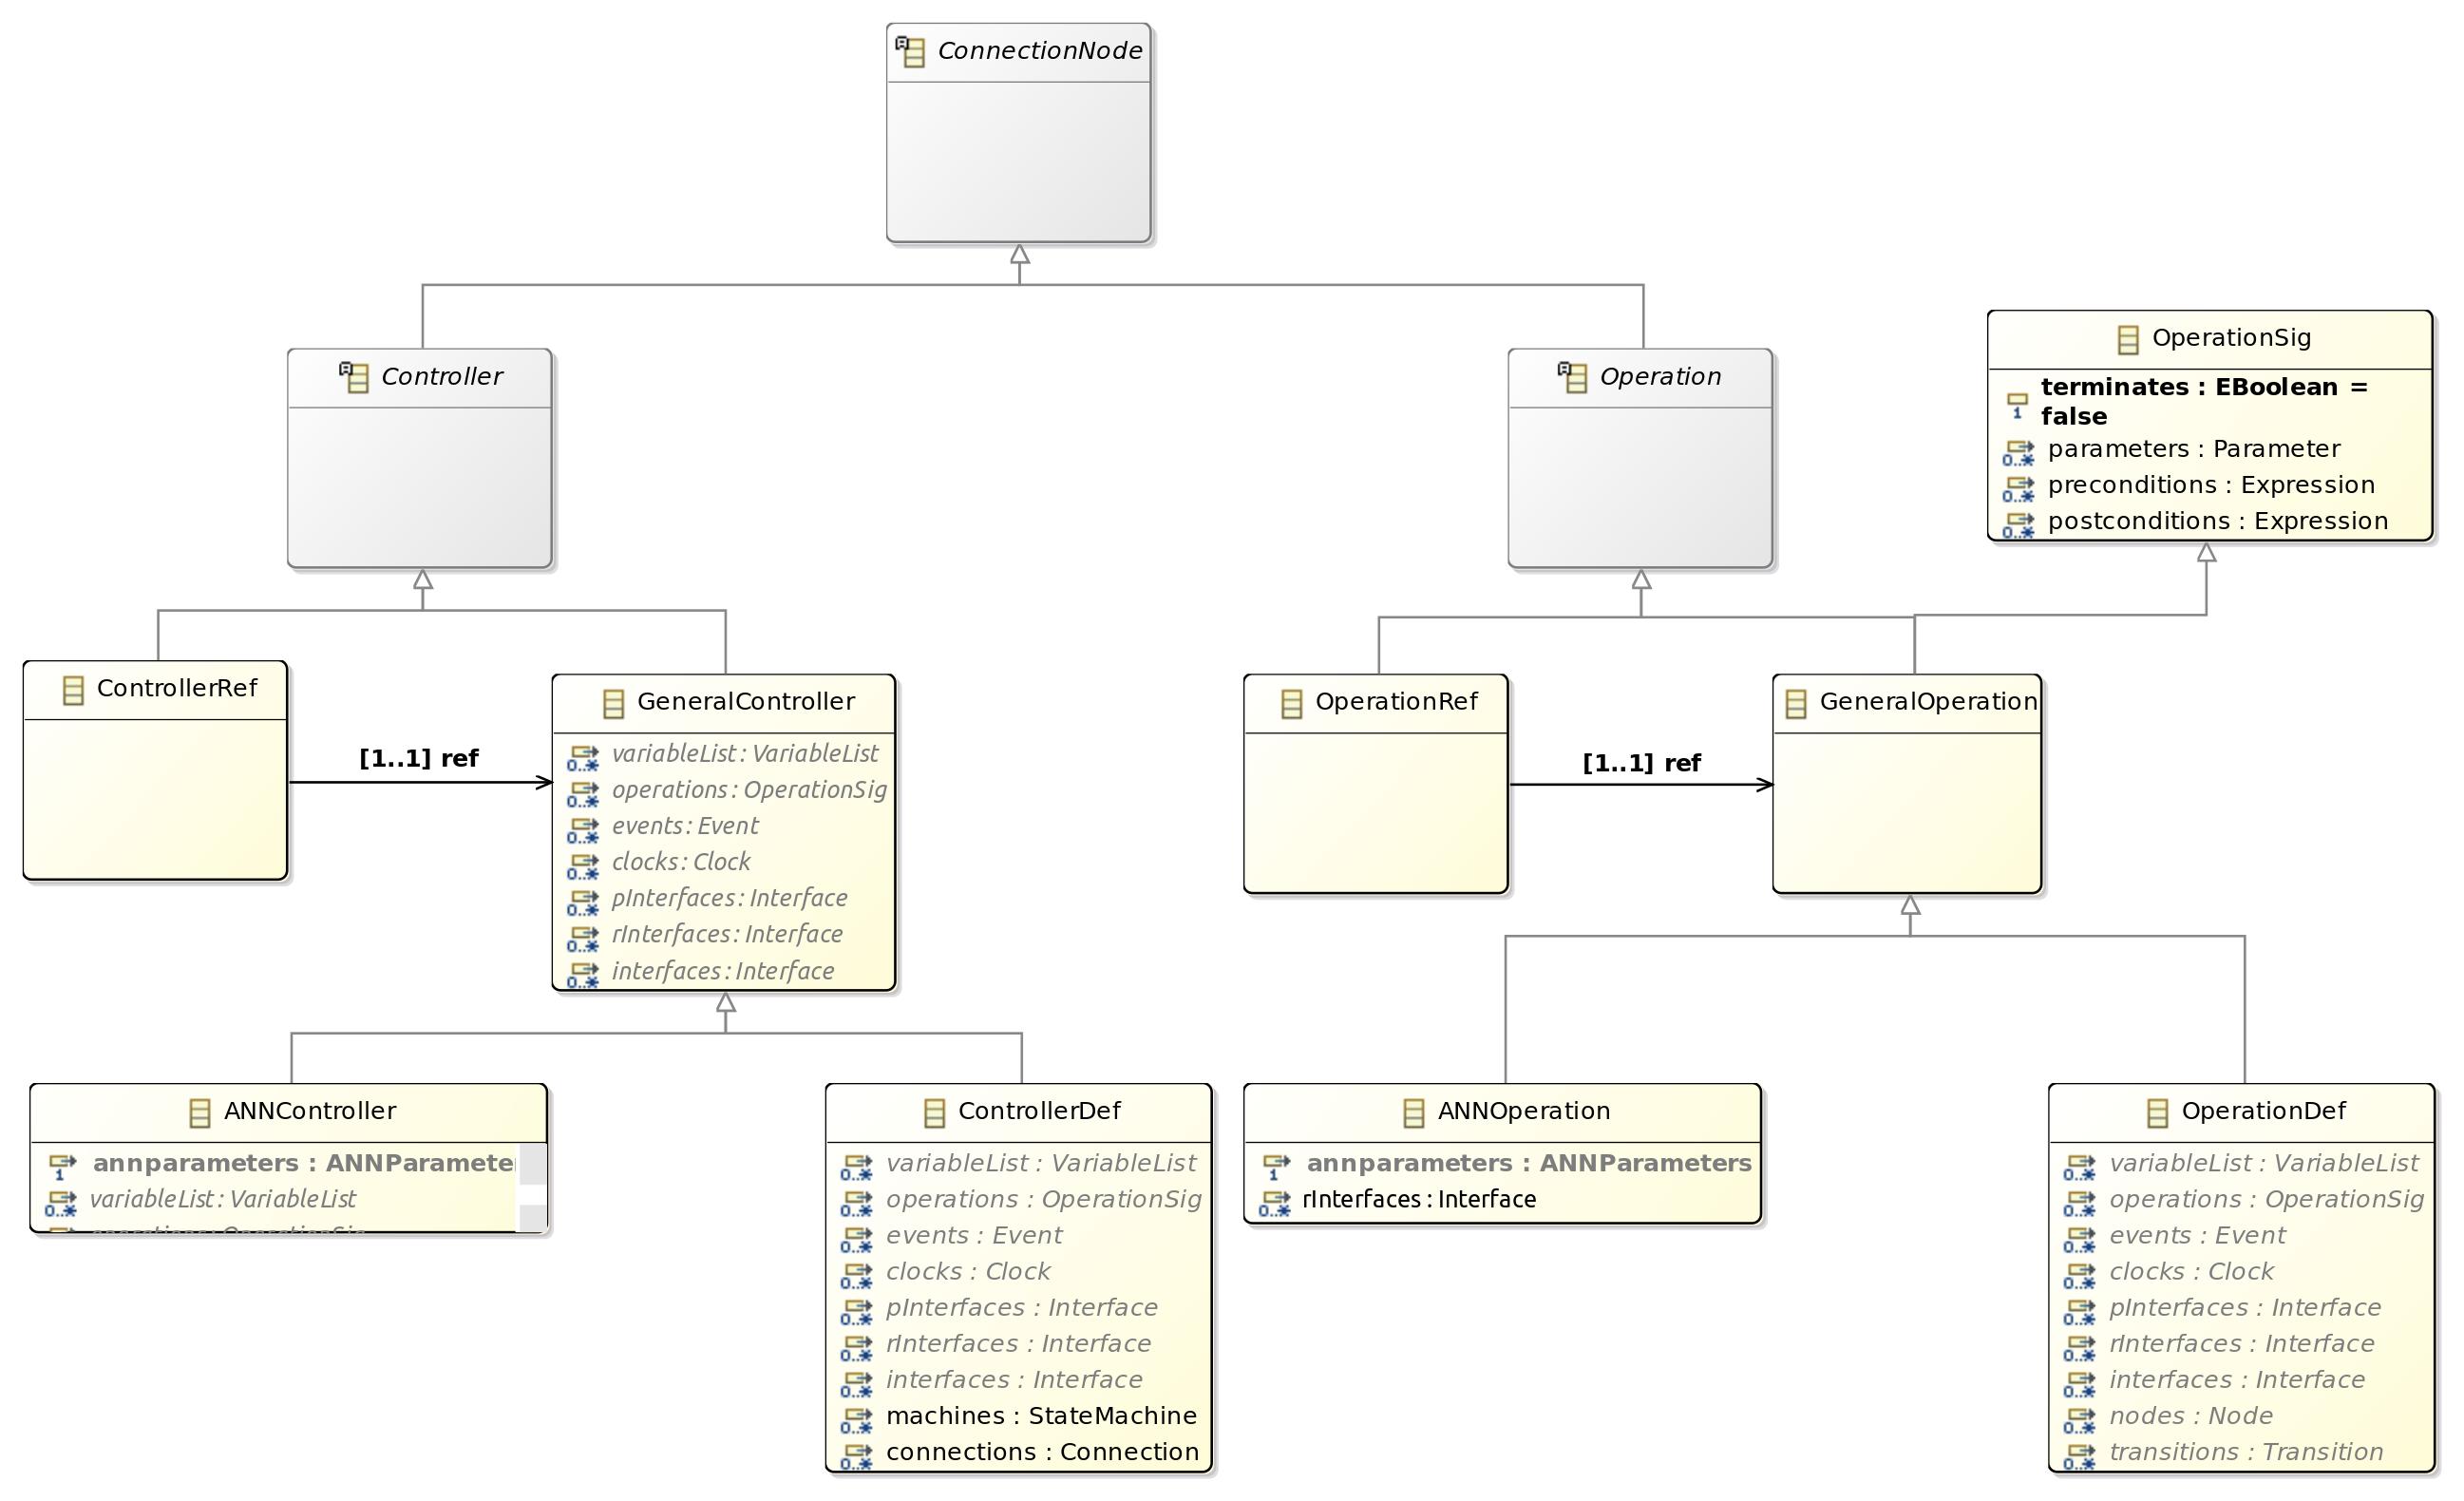 ConnectionNode
Controller
Operation
OperationSig
terminates : EBoolean =
false
1
parameters : Parameter
0..*
preconditions : Expression
0..*
postconditions : Expression
0..*
ControllerRef
[1..1] ref
GeneralController
variableList : VariableList
0..*
operations : OperationSig
0..*
events : Event
0..*
clocks : Clock
0..*
pInterfaces : Interface
0..*
rInterfaces : Interface
0..*
interfaces : Interface
0..*
OperationRef
[1..1] ref
GeneralOperation
ANNController
annparameters : ANNParameter
1
variableList : VariableList
0..*
operations : OperationSig
ControllerDef
variableList : VariableList
0..*
operations : OperationSig
0..*
events : Event
0..*
clocks : Clock
0..*
pInterfaces : Interface
0..*
rInterfaces : Interface
0..*
interfaces : Interface
0..*
machines : StateMachine
0..*
connections : Connection
0..*
ANNOperation
annparameters : ANNParameters
1
rInterfaces : Interface
0..*
OperationDef
variableList : VariableList
0..*
operations : OperationSig
0..*
events : Event
0..*
clocks : Clock
0..*
pInterfaces : Interface
0..*
rInterfaces : Interface
0..*
interfaces : Interface
0..*
nodes : Node
0..*
transitions : Transition
0..*